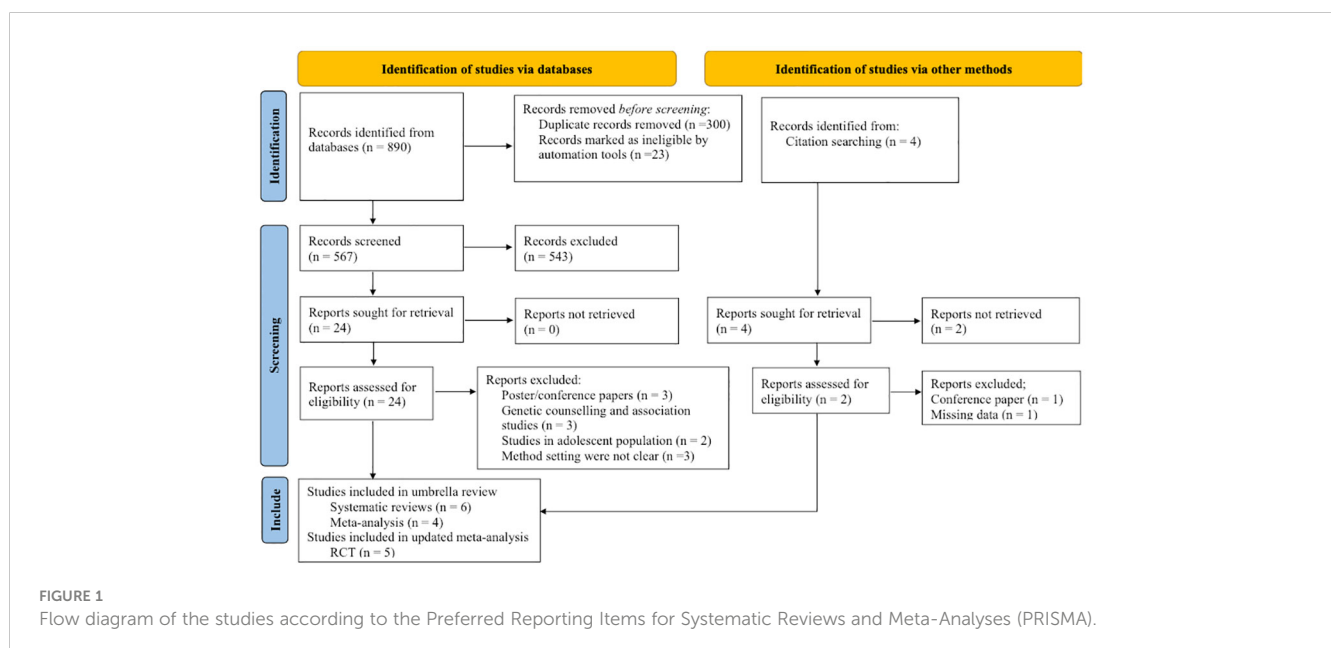 Identification of studies via databases
Identification of studies via other methods
Identification
Records identified from
databases (n = 890)
Records removed before screening:
Duplicate records removed (n =300)
Records marked as ineligible by
automation tools (n =23)
Records identified from:
Citation searching (n = 4)
Screening
Records screened
(n = 567)
Records excluded
(n = 543)
Reports sought for retrieval
(n = 24)
Reports not retrieved
(n = 0)
Reports sought for retrieval
(n = 4)
Reports not retrieved
(n = 2)
Reports assessed for
eligibility (n = 24)
Reports excluded:
Poster/conference papers (n = 3)
Genetic counselling and association
studies (n = 3)
Studies in adolescent population (n = 2)
Method setting were not clear (n =3)
Reports assessed for
eligibility (n = 2)
Reports excluded;
Conference paper (n = 1)
Missing data (n = 1)
Include
Studies included in umbrella review
Systematic reviews (n = 6)
Meta-analysis (n = 4)
Studies included in updated meta-analysis
RCT (n = 5)
FIGURE 1
Flow diagram of the studies according to the Preferred Reporting Items for Systematic Reviews and Meta-Analyses (PRISMA).